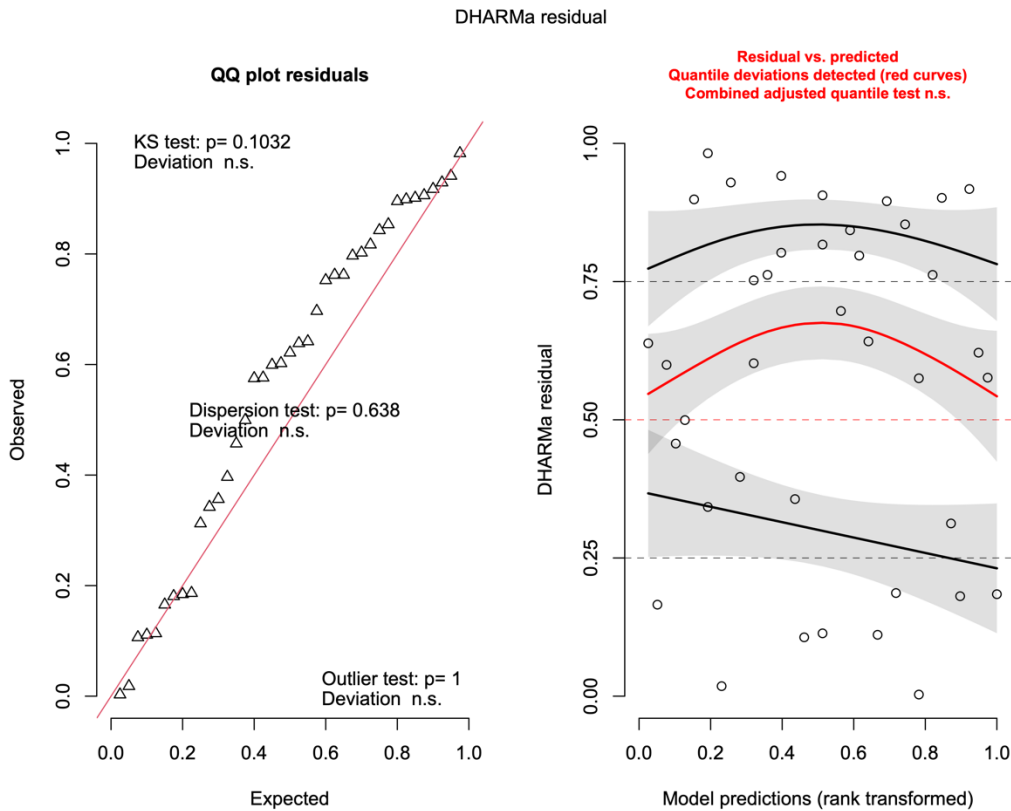 DHARMa residual
QQ plot residuals
KS test: p= 0.1032
Deviation  n.s.
Dispersion test: p= 0.638
Deviation  n.s.
Outlier test: p= 1
Deviation  n.s.
Observed
1.0
0.8
0.6
0.4
0.2
0.0
0.0
0.2
0.4
0.6
0.8
1.0
Expected
Residual vs. predicted
Quantile deviations detected (red curves)
Combined adjusted quantile test n.s.
DHARMa residual
1.00
0.75
0.50
0.25
0.00
0.0
0.2
0.4
0.6
0.8
1.0
Model predictions (rank transformed)